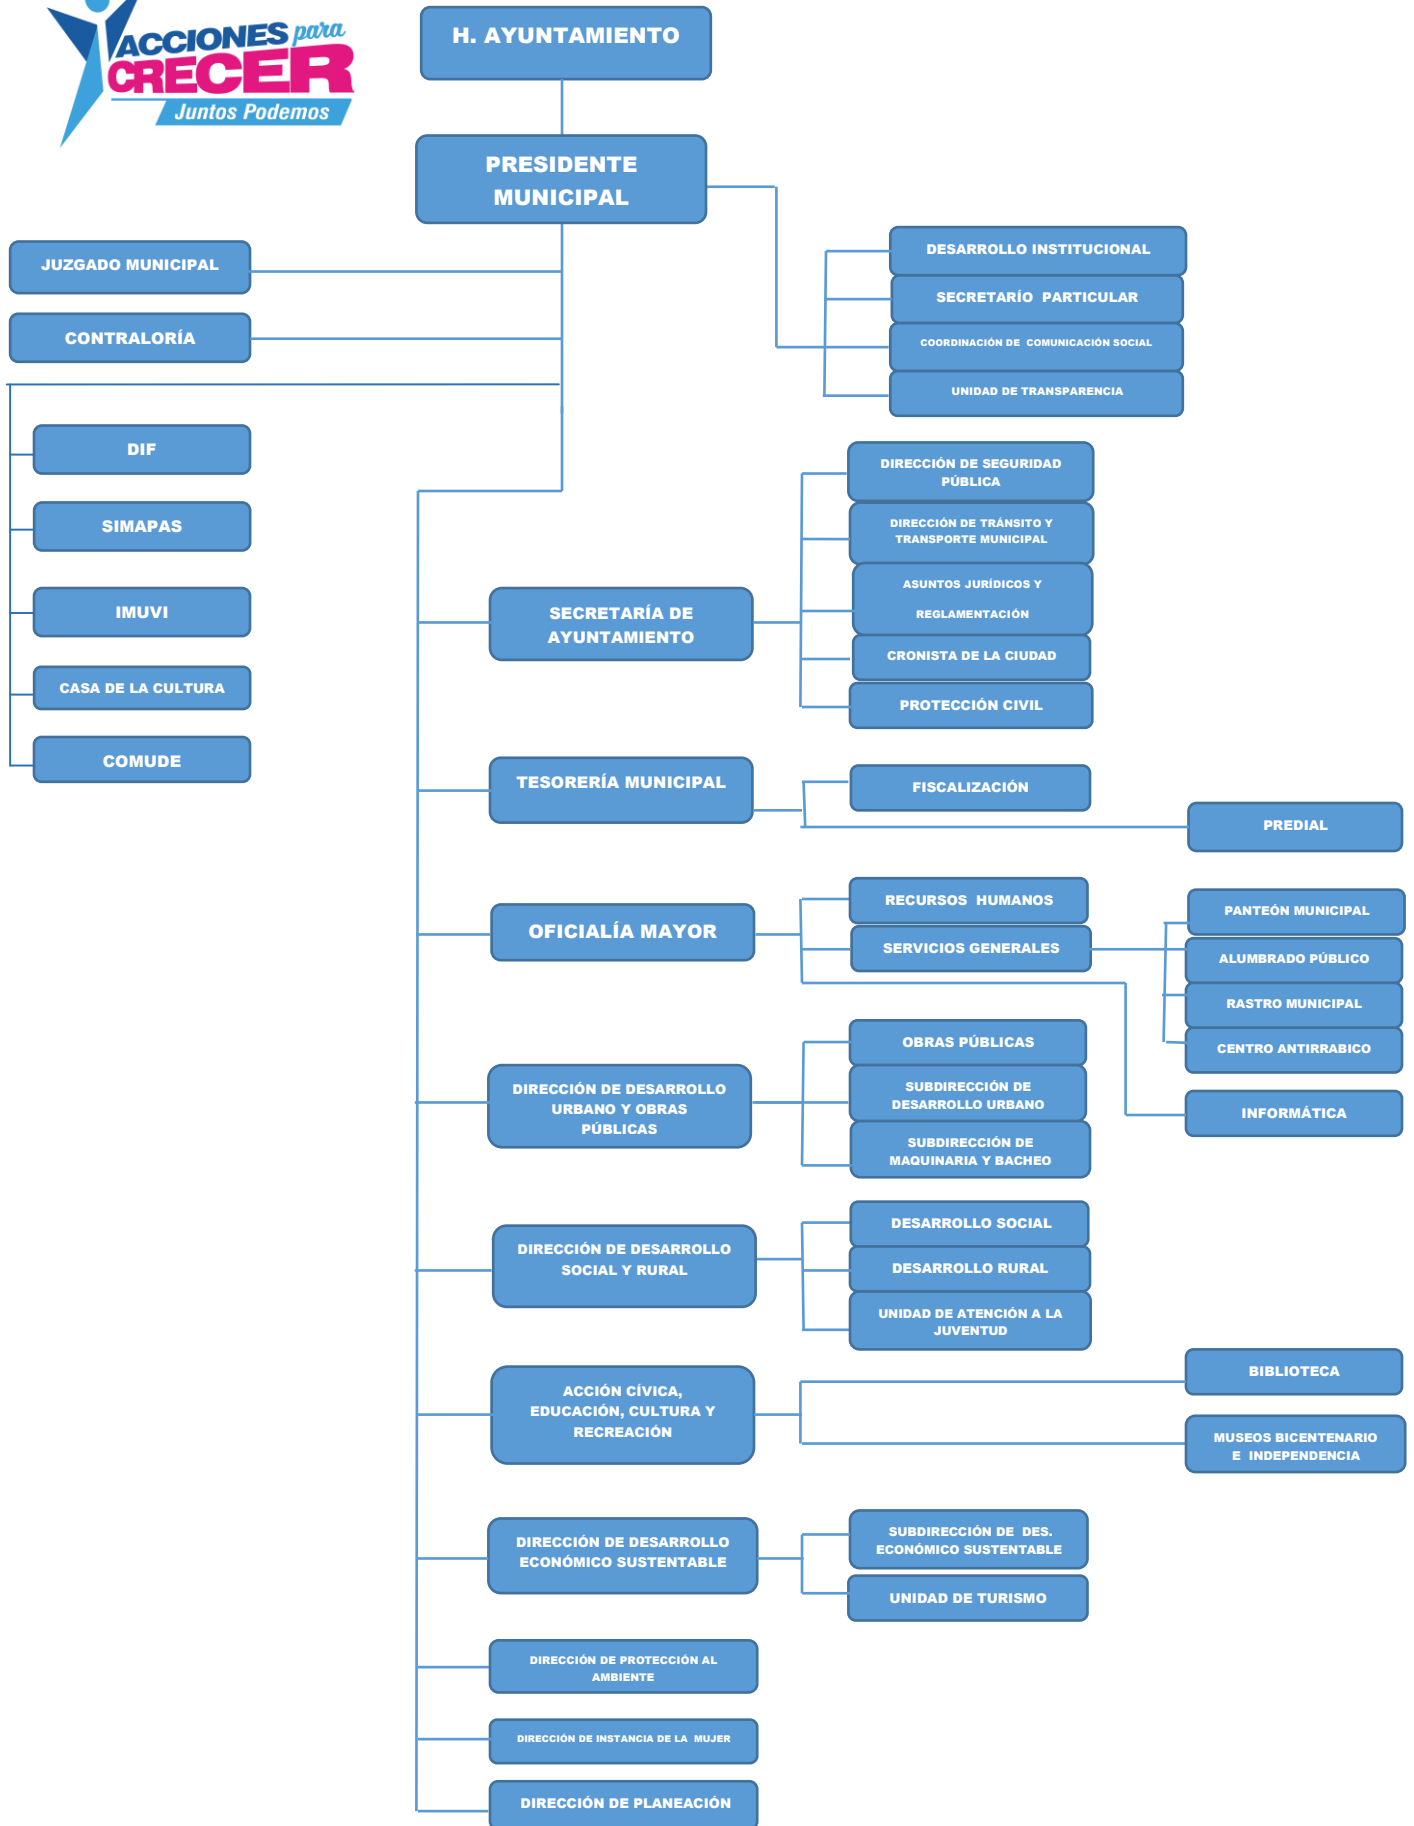 ACCIONES para
CRECER
Juntos Podemos
H. AYUNTAMIENTO
PRESIDENTE
MUNICIPAL
JUZGADO MUNICIPAL
CONTRALORÍA
DESARROLLO INSTITUCIONAL
SECRETARÍO PARTICULAR
COORDINACIÓN DE COMUNICACIÓN SOCIAL
UNIDAD DE TRANSPARENCIA
DIF
SIMAPAS
IMUVI
CASA DE LA CULTURA
COMUDE
SECRETARÍA DE
AYUNTAMIENTO
DIRECCIÓN DE SEGURIDAD
PÚBLICA
DIRECCIÓN DE TRÁNSITO Y
TRANSPORTE MUNICIPAL
ASUNTOS JURÍDICOS Y
REGLAMENTACIÓN
CRONISTA DE LA CIUDAD
PROTECCIÓN CIVIL
TESORERÍA MUNICIPAL
FISCALIZACIÓN
PREDIAL
OFICIALÍA MAYOR
RECURSOS HUMANOS
SERVICIOS GENERALES
PANTEÓN MUNICIPAL
ALUMBRADO PÚBLICO
RASTRO MUNICIPAL
CENTRO ANTIRRABICO
INFORMÁTICA
DIRECCIÓN DE DESARROLLO
URBANO Y OBRAS
PÚBLICAS
OBRAS PÚBLICAS
SUBDIRECCIÓN DE
DESARROLLO URBANO
SUBDIRECCIÓN DE
MAQUINARIA Y BACHEO
DIRECCIÓN DE DESARROLLO
SOCIAL Y RURAL
DESARROLLO SOCIAL
DESARROLLO RURAL
UNIDAD DE ATENCIÓN A LA
JUVENTUD
ACCIÓN CÍVICA,
EDUCACIÓN, CULTURA Y
RECREACIÓN
BIBLIOTECA
MUSEOS BICENTENARIO
E INDEPENDENCIA
DIRECCIÓN DE DESARROLLO
ECONÓMICO SUSTENTABLE
SUBDIRECCIÓN DE DES.
ECONÓMICO SUSTENTABLE
UNIDAD DE TURISMO
DIRECCIÓN DE PROTECCIÓN AL
AMBIENTE
DIRECCIÓN DE INSTANCIA DE LA MUJER
DIRECCIÓN DE PLANEACIÓN